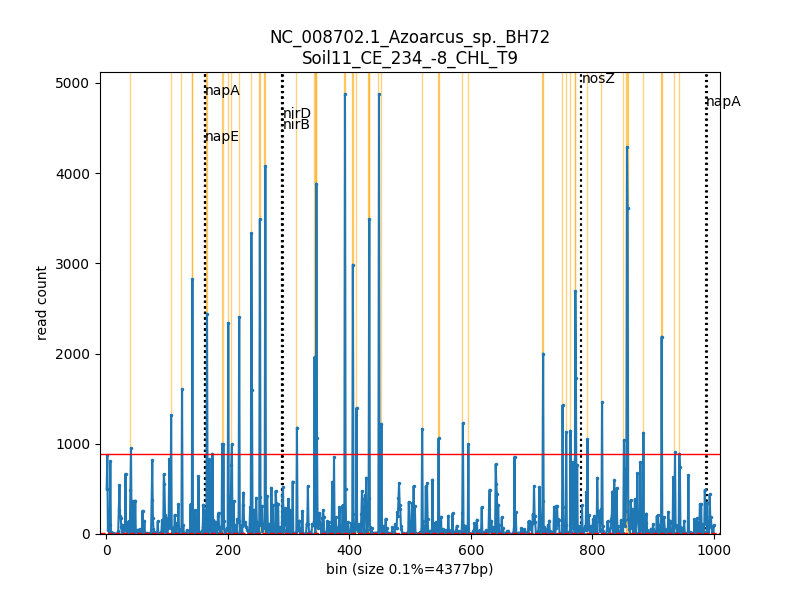 NC_008702.1_Azoarcus_sp._BH72
Soil11_CE_234_-8_CHL_T9
5000
4000
3000
2000
1000
0
read count
napA
napE
nirD
nirB
nosZ
napA
0
200
400
600
800
1000
bin (size 0.1%=4377bp)